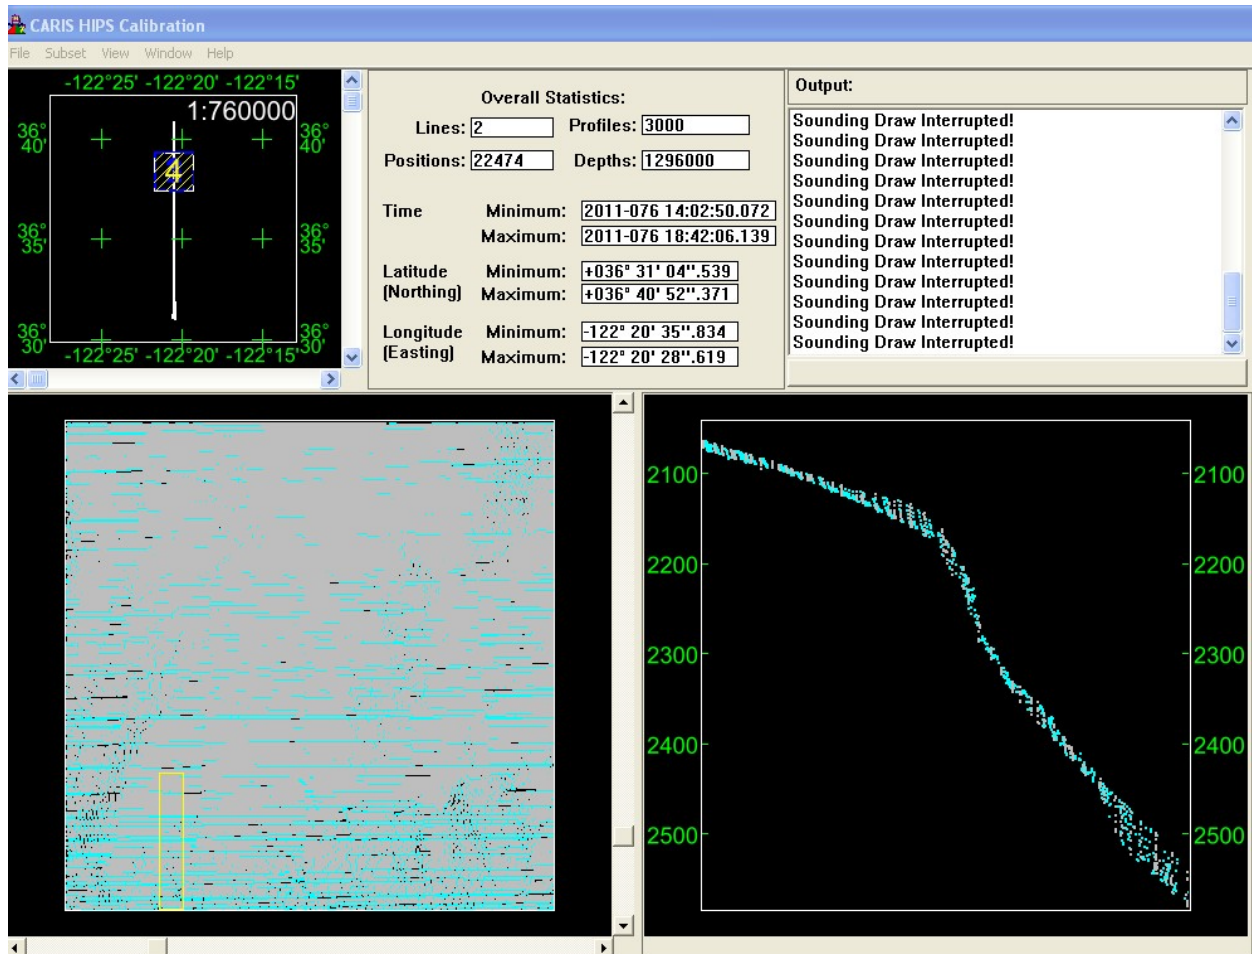 CARIS HIPS Calibration
File Subset View Window Help
-122°25' -122°20' -122°15'
1:760000
36° 36°
40' 40'
4
36° 36°
35' 35'
36° 36°
30' 30'
-122°25' -122°20' -122°15'
Overall Statistics:
Lines: 2 Profiles: 3000
Positions: 22474 Depths: 1296000
Time Minimum: 2011-076 14:02:50.072
Maximum: 2011-076 18:42:06.139
Latitude Minimum: +036° 31' 04".539
(Northing) Maximum: +036° 40' 52".371
Longitude Minimum: -122° 20' 35".834
(Easting) Maximum: -122° 20' 28".619
Output:
Sounding Draw Interrupted!
Sounding Draw Interrupted!
Sounding Draw Interrupted!
Sounding Draw Interrupted!
Sounding Draw Interrupted!
Sounding Draw Interrupted!
Sounding Draw Interrupted!
Sounding Draw Interrupted!
Sounding Draw Interrupted!
Sounding Draw Interrupted!
Sounding Draw Interrupted!
Sounding Draw Interrupted!
2100 2100
2200 2200
2300 2300
2400 2400
2500 2500